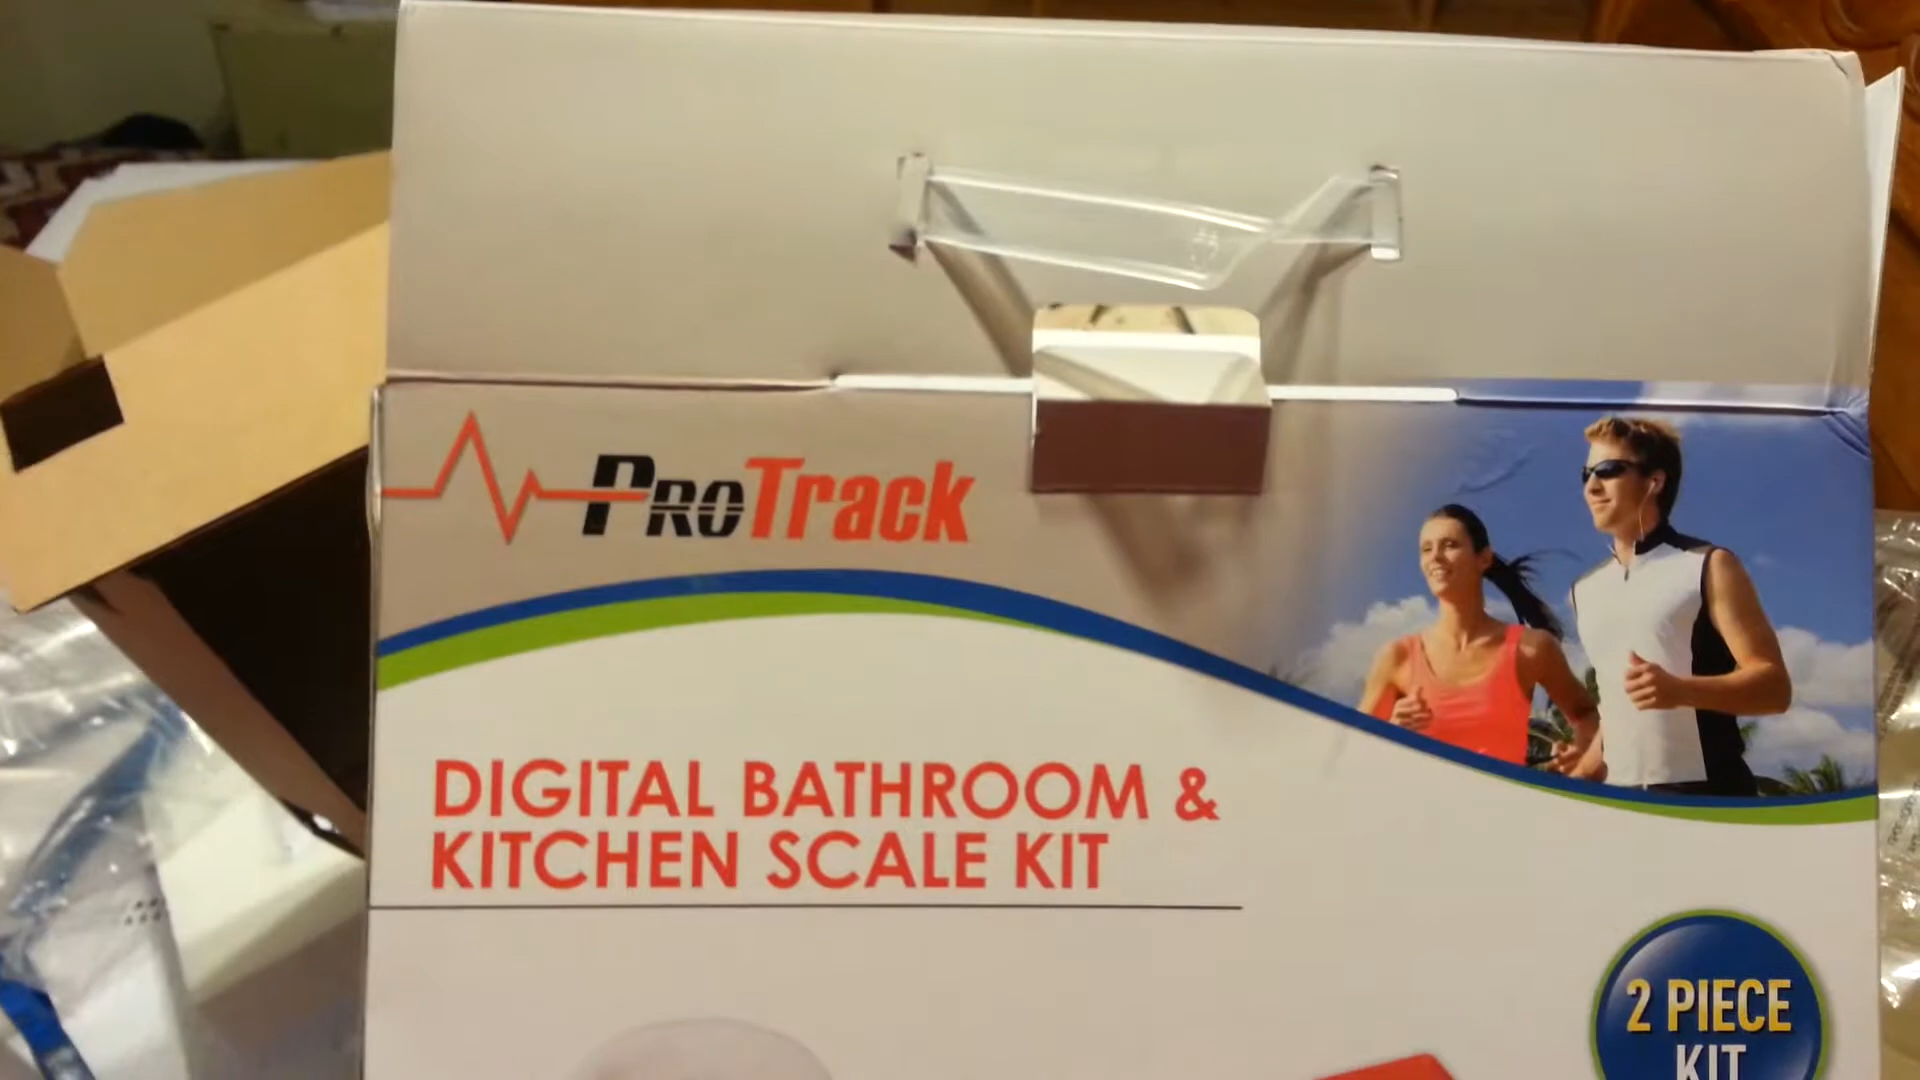 PROTrack
DIGITAL BATHROOM &
KITCHEN SCALE KIT
2 PIECE
KIT